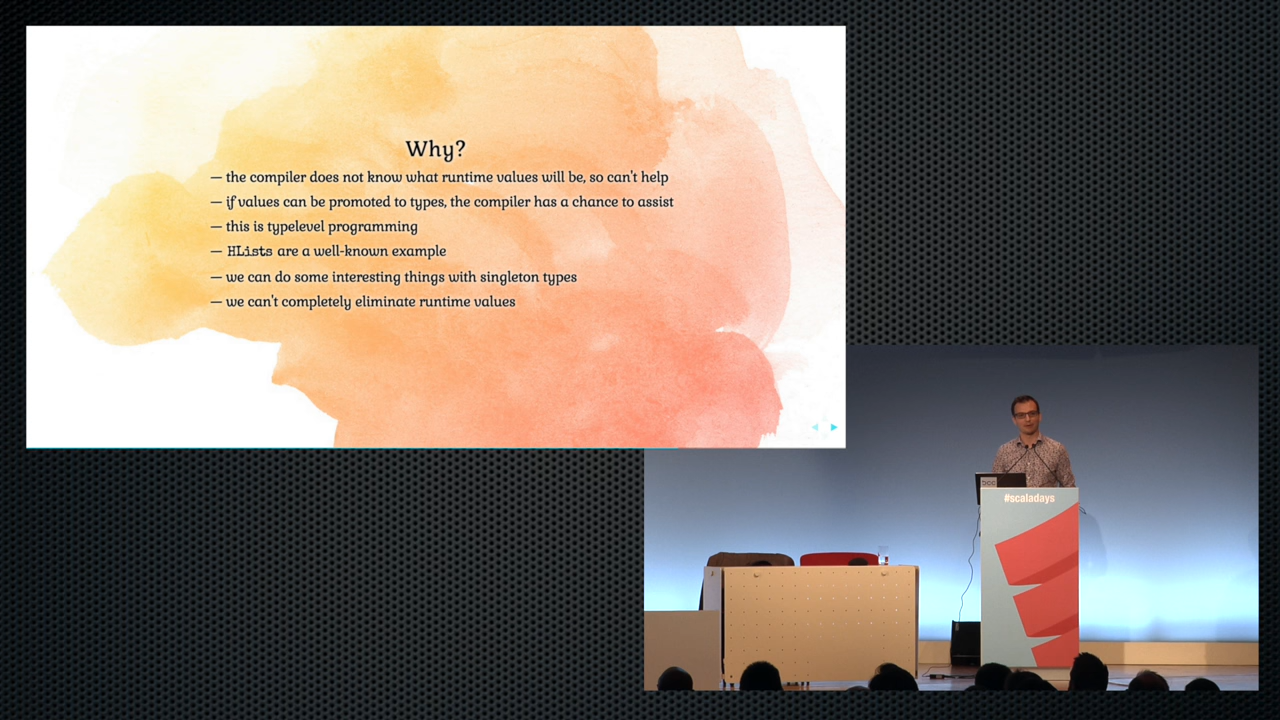 Why?
— the compiler does not know what runtime values will be, so can't help
— if values can be promoted to types, the compiler has a chance to assist
— this is typelevel programming
— HLists are a well-known example
— we can do some interesting things with singleton types
— we can't completely eliminate runtime values
#scaladays